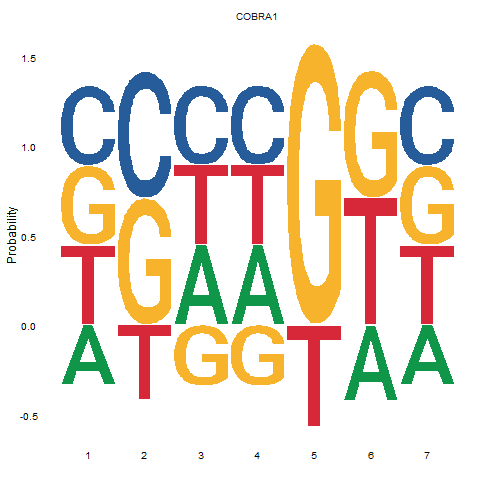 COBRA1
Probability
1.5
1.0
0.5
0.0
-0.5
C C C C G G C
G G T T T T G
T T A A A T
A G G A
1 2 3 4 5 6 7